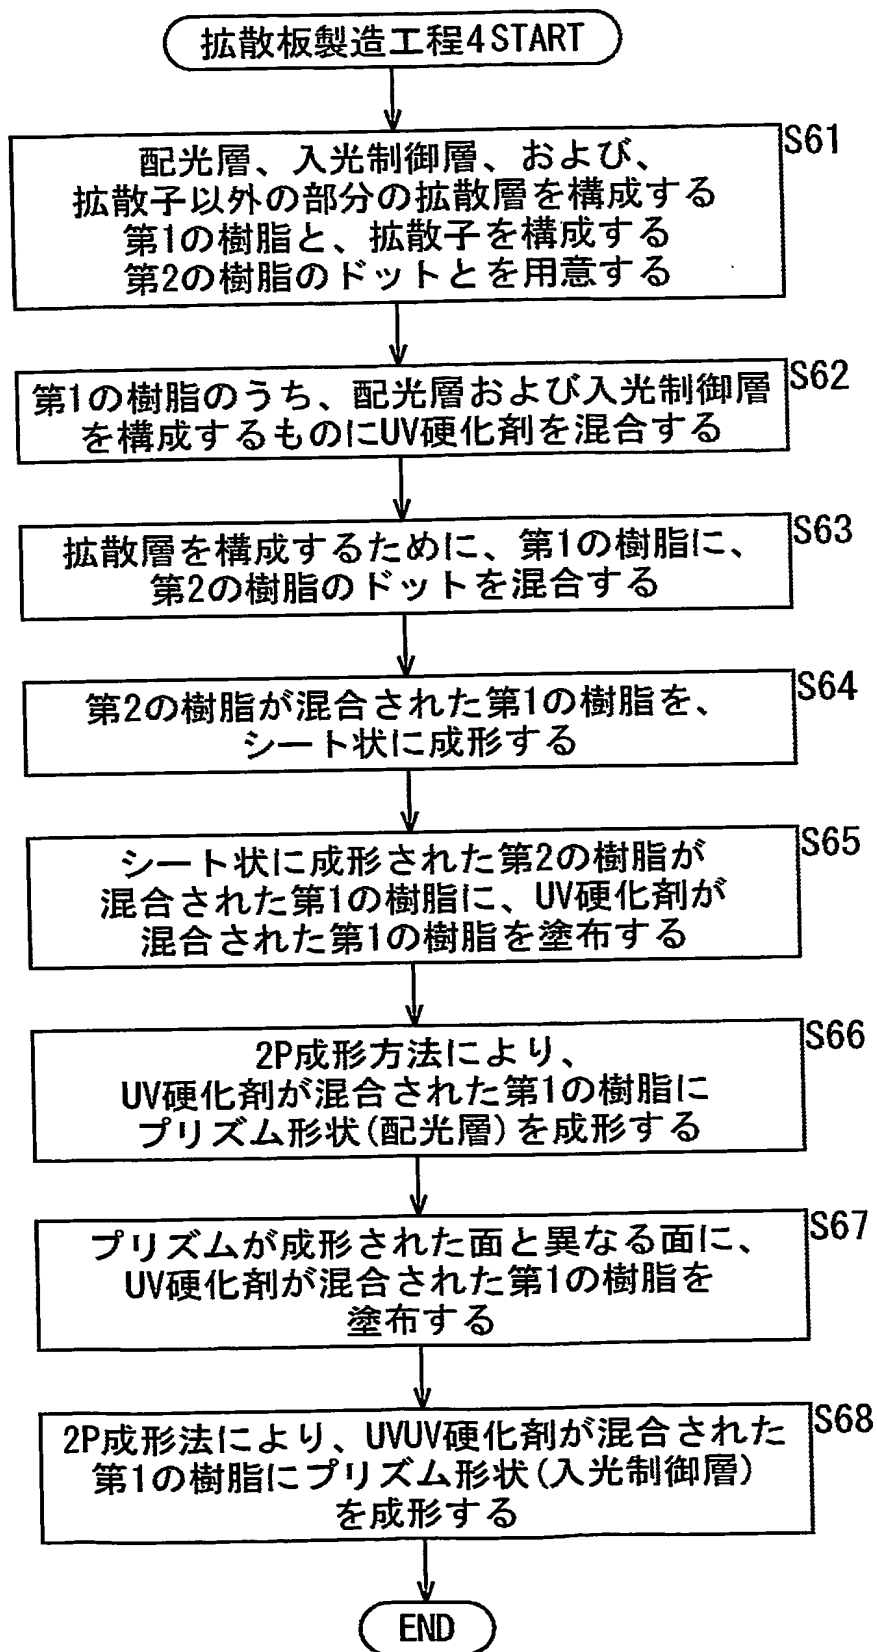 拡散板製造工程4 START
S61
配光層、入光制御層、および、
拡散子以外の部分の拡散層を構成する
第1の樹脂と、拡散子を構成する
第2の樹脂のドットとを用意する
S62
第1の樹脂のうち、配光層および入光制御層
を構成するものにUV硬化剤を混合する
S63
拡散層を構成するために、第1の樹脂に、
第2の樹脂のドットを混合する
S64
第2の樹脂が混合された第1の樹脂を、
シート状に成形する
S65
シート状に成形された第2の樹脂が
混合された第1の樹脂に、UV硬化剤が
混合された第1の樹脂を塗布する
S66
2P成形方法により、
UV硬化剤が混合された第1の樹脂に
プリズム形状(配光層)を成形する
S67
プリズムが成形された面と異なる面に、
UV硬化剤が混合された第1の樹脂を
塗布する
S68
2P成形法により、UVUV硬化剤が混合された
第1の樹脂にプリズム形状(入光制御層)
を成形する
END